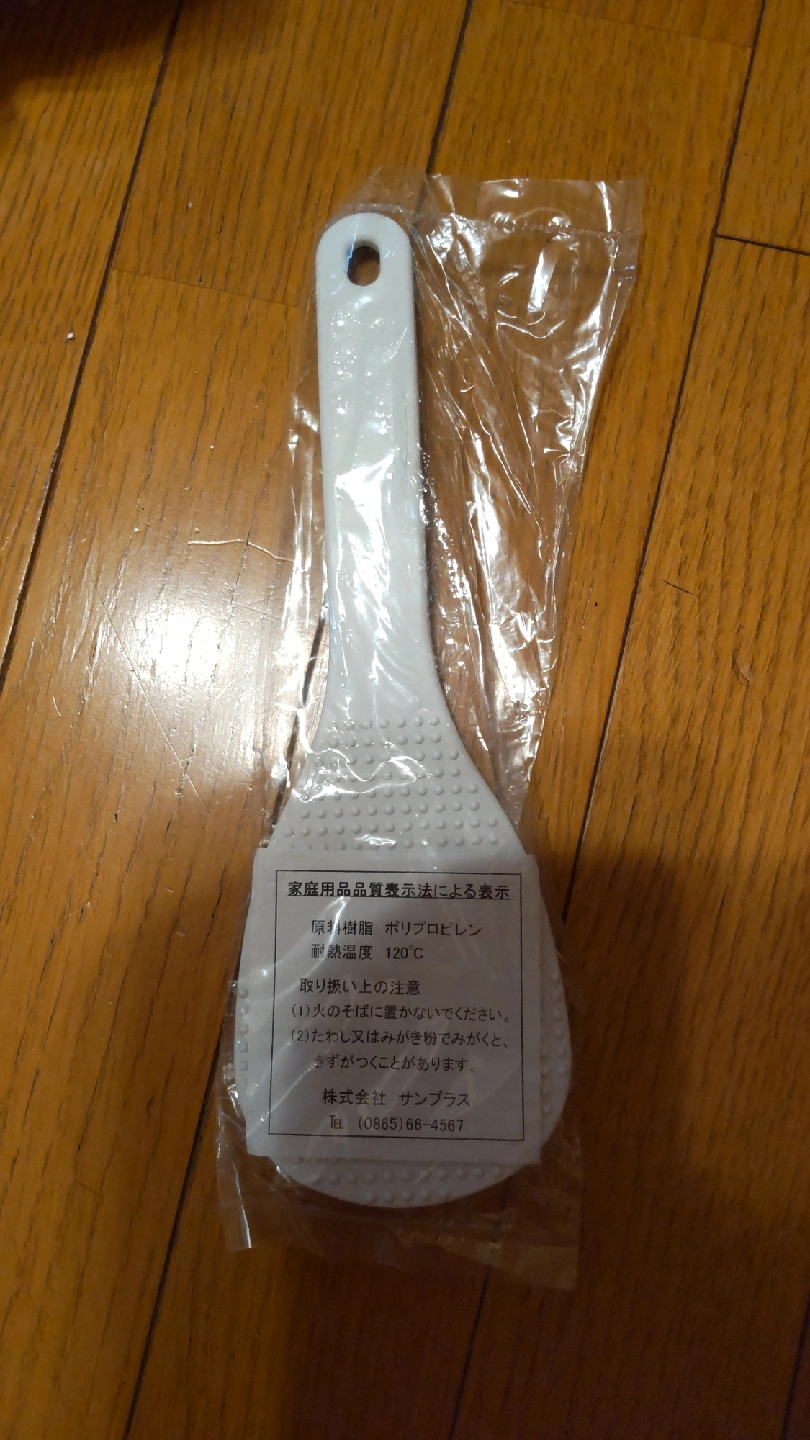 家庭用品品質表示法による表示
原料樹脂 ポリプロピレン
耐熱温度 120℃
取り扱い上の注意
(1)火のそばに置かないでください。
(2)たわし又はみがき粉でみがくと、
きずがつくことがあります。
株式会社 サンプラス
℡ (0865)66-4567